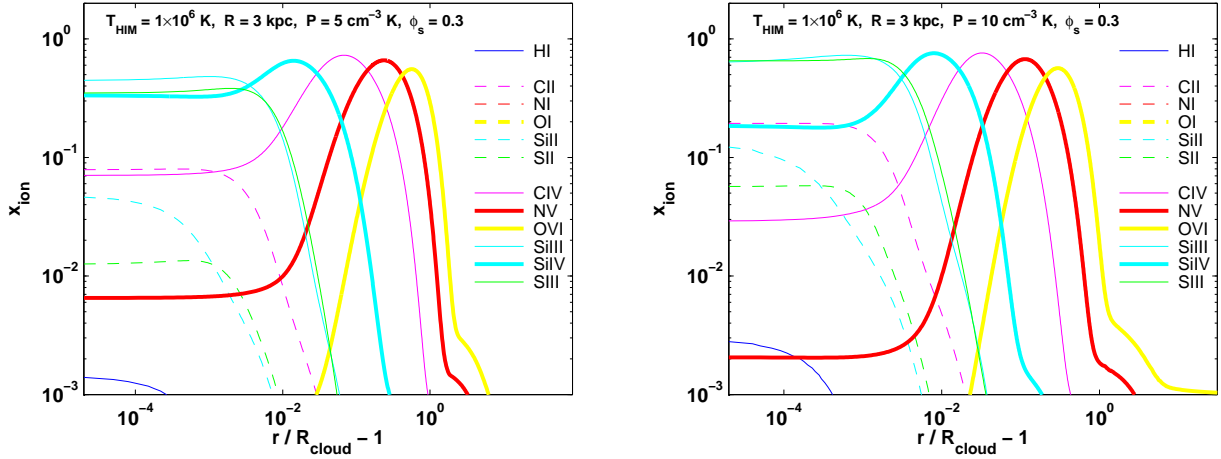 T_HIM = 1×10^6 K, R = 3 kpc, P = 5 cm^-3 K, ϕ_s = 0.3
10^0
10^-1
10^-2
10^-3
x_ion
HI
CII
NI
OI
SiII
SII
CIV
NV
OVI
SiIII
SiIV
SIII
10^-4
10^-2
10^0
r / R_cloud - 1
T_HIM = 1×10^6 K, R = 3 kpc, P = 10 cm^-3 K, ϕ_s = 0.3
10^0
10^-1
10^-2
10^-3
x_ion
HI
CII
NI
OI
SiII
SII
CIV
NV
OVI
SiIII
SiIV
SIII
10^-4
10^-2
10^0
r / R_cloud - 1